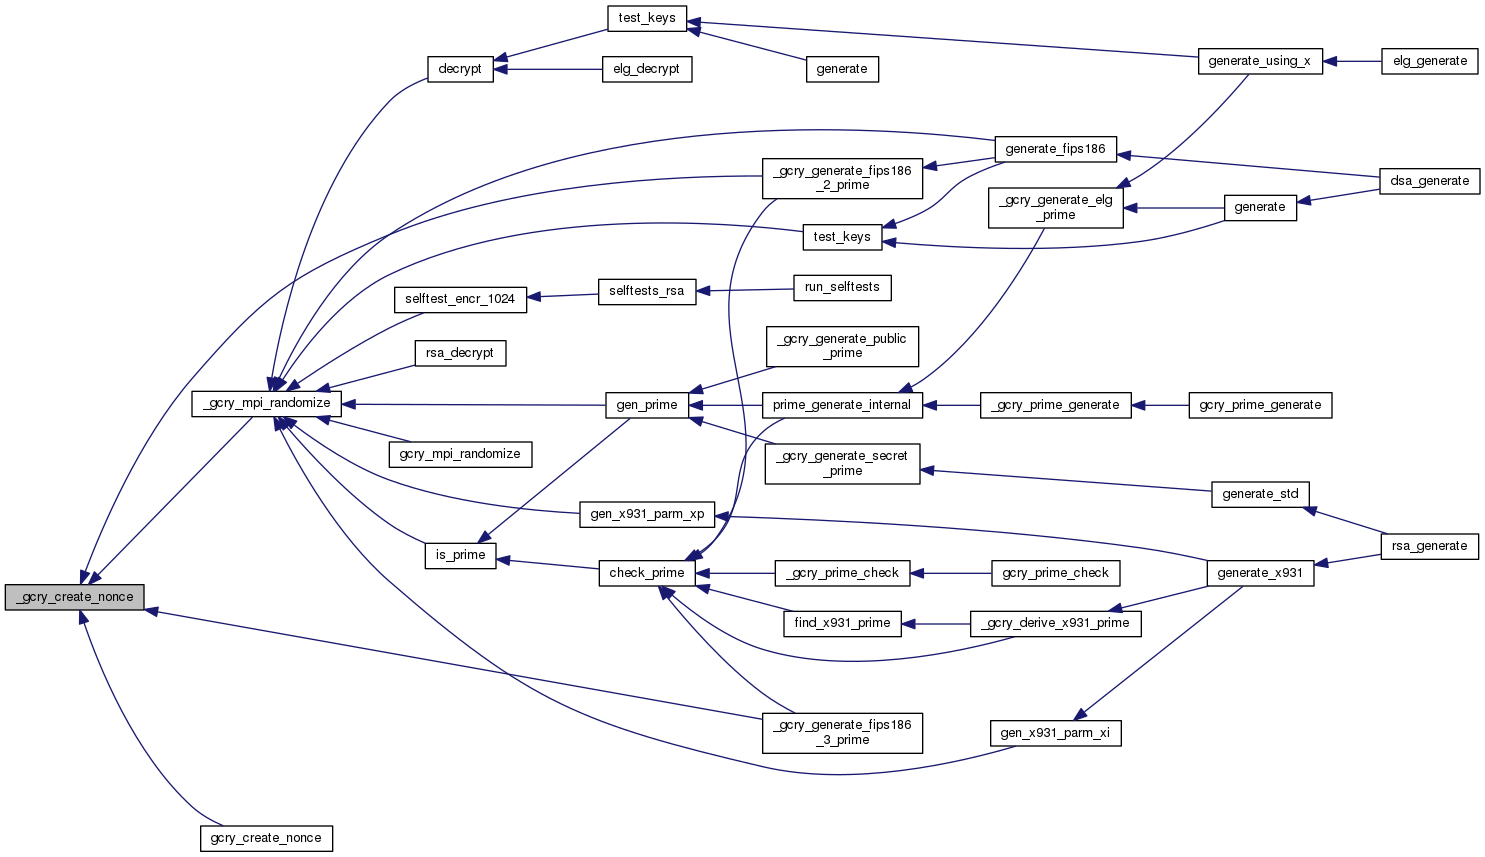 test_keys
decrypt
elg_decrypt
generate
generate_using_x
elg_generate
generate_fips186
_gcry_generate_fips186
_2_prime
dsa_generate
_gcry_generate_elg
_prime
generate
test_keys
selftest_encr_1024
selftests_rsa
run_selftests
rsa_decrypt
_gcry_generate_public
_prime
_gcry_mpi_randomize
gen_prime
prime_generate_internal
_gcry_prime_generate
gcry_prime_generate
gcry_mpi_randomize
_gcry_generate_secret
_prime
generate_std
gen_x931_parm_xp
is_prime
rsa_generate
check_prime
_gcry_prime_check
gcry_prime_check
generate_x931
_gcry_create_nonce
find_x931_prime
_gcry_derive_x931_prime
_gcry_generate_fips186
_3_prime
gen_x931_parm_xi
gcry_create_nonce